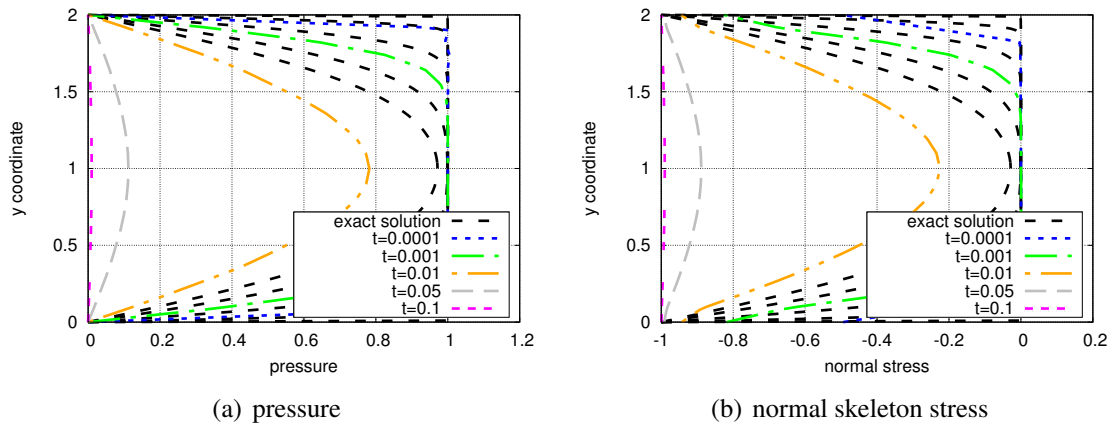 2
1.5
1
0.5
0
y coordinate
exact solution
t=0.0001
t=0.001
t=0.01
t=0.05
t=0.1
0 0.2 0.4 0.6 0.8 1 1.2
pressure
(a) pressure
2
1.5
1
0.5
0
y coordinate
exact solution
t=0.0001
t=0.001
t=0.01
t=0.05
t=0.1
-1 -0.8 -0.6 -0.4 -0.2 0 0.2
normal stress
(b) normal skeleton stress